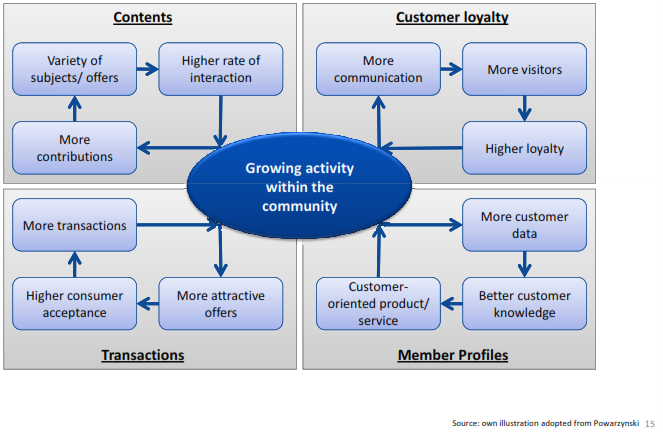 Contents
Variety of
subjects/ offers
Higher rate of
interaction
More
contributions
Customer loyalty
More
communication
More visitors
Higher loyalty
Growing activity
within the
community
More transactions
Higher consumer
acceptance
More attractive
offers
Transactions
More customer
data
Customer-
oriented product/
service
Better customer
knowledge
Member Profiles
Source: own illustration adopted from Powarzynski 15